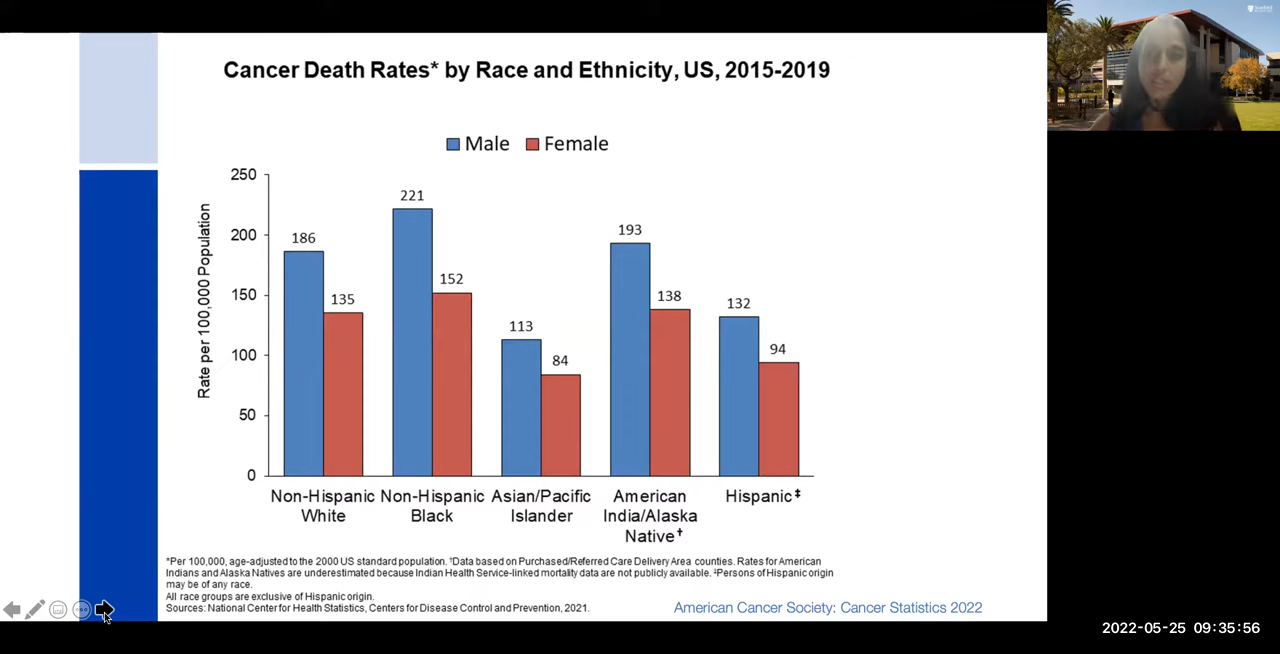 Cancer Death Rates* by Race and Ethnicity, US, 2015-2019
Male Female
Rate per 100,000 Population
250
200
150
100
50
0
186
135
221
152
113
84
193
138
132
94
Non-Hispanic White
Non-Hispanic Black
Asian/Pacific Islander
American India/Alaska Native†
Hispanic‡
*Per 100,000, age-adjusted to the 2000 US standard population. †Data based on Purchased/Referred Care Delivery Area counties. Rates for American
Indians and Alaska Natives are underestimated because Indian Health Service-linked mortality data are not publicly available. ‡Persons of Hispanic origin
may be of any race.
All race groups are exclusive of Hispanic origin.
Sources: National Center for Health Statistics, Centers for Disease Control and Prevention, 2021.
American Cancer Society: Cancer Statistics 2022
2022-05-25 09:35:56